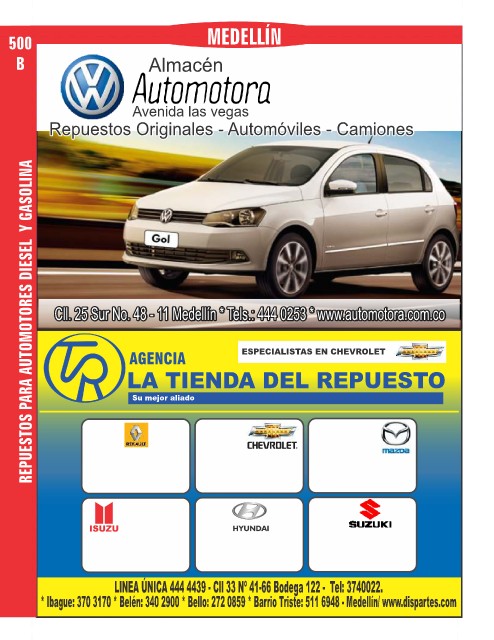 500
B
MEDELLÍN
REPUESTOS PARA AUTOMOTORES DIESEL Y GASOLINA
Almacén
Automotora
Avenida las vegas
Repuestos Originales - Automóviles - Camiones
Gol
Cll. 25 Sur No. 48 - 11 Medellín * Tels.: 444 0253 * www.automotora.com.co
TR
AGENCIA
ESPECIALISTAS EN CHEVROLET
LA TIENDA DEL REPUESTO
Su mejor aliado
RENAULT
CHEVROLET
mazda
ISUZU
HYUNDAI
SUZUKI
LINEA ÚNICA 444 4439 - Cll 33 Nº 41-66 Bodega 122 - Tel: 3740022.
* Ibague: 370 3170 * Belén: 340 2900 * Bello: 272 0859 * Barrio Triste: 511 6948 - Medellín/ www.dispartes.com